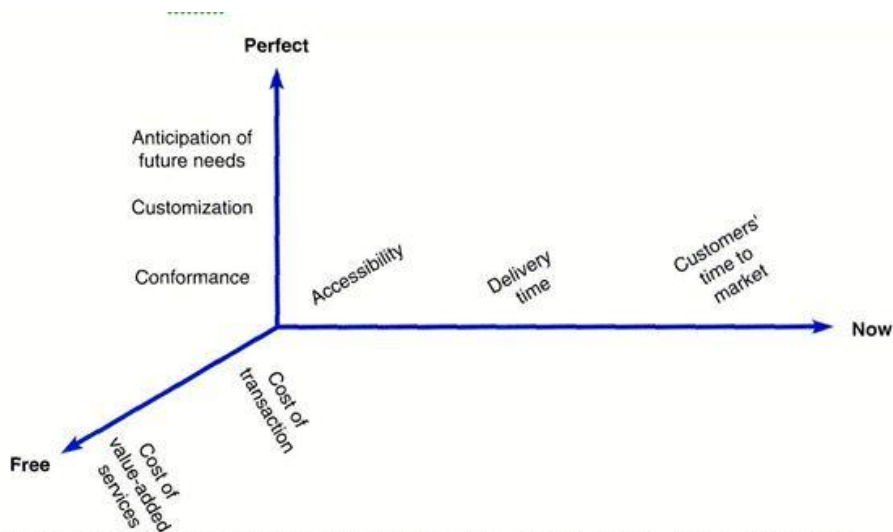 Perfect
Anticipation of
future needs
Customization
Conformance
Accessibility
Delivery
time
Customers'
time to
market
Now
Cost of
transaction
Cost of
value-added
services
Free